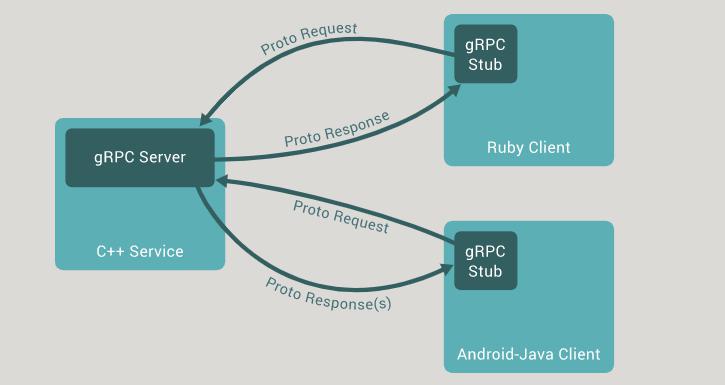 Proto Request
gRPC
Stub
Proto Response
Ruby Client
gRPC Server
C++ Service
Proto Request
gRPC
Stub
Proto Response(s)
Android-Java Client